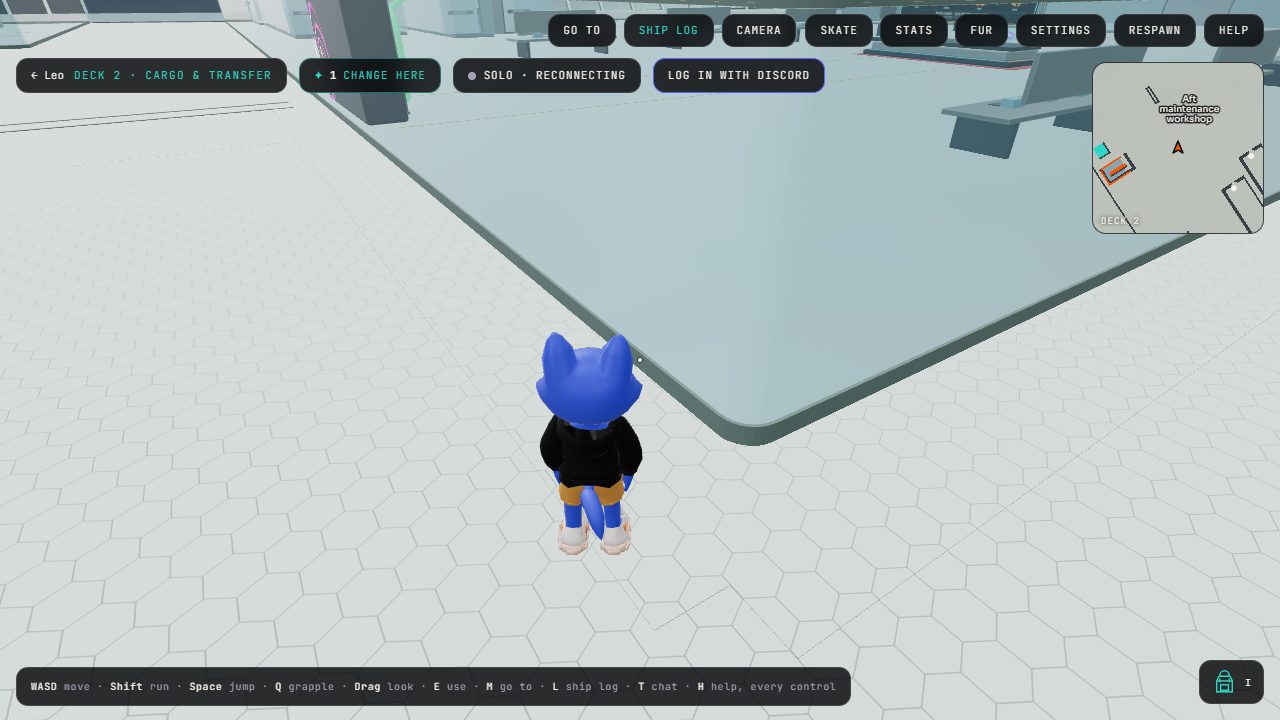 GO TO
SHIP LOG
CAMERA
SKATE
STATS
FUR
SETTINGS
RESPAWN
HELP
← Leo DECK 2 · CARGO & TRANSFER
✦ 1 CHANGE HERE
SOLO · RECONNECTING
LOG IN WITH DISCORD
Aft
maintenance
workshop
DECK 2
WASD move · Shift run · Space jump · Q grapple · Drag look · E use · M go to · L ship log · T chat · H help, every control
I